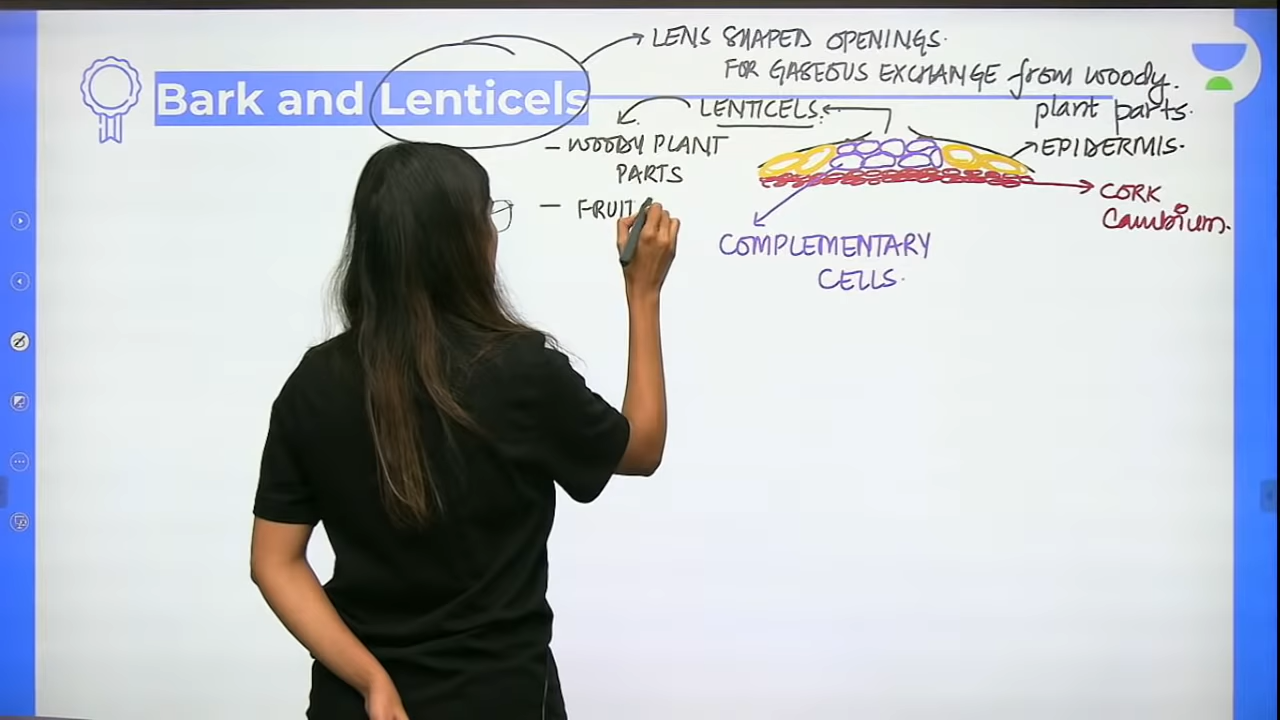 LENS SHAPED OPENINGS.
FOR GASEOUS EXCHANGE from woody
plant parts.
Bark and Lenticels
LENTICELS.
- WOODY PLANT
PARTS
- FRUIT
EPIDERMIS.
CORK
Cambium.
COMPLEMENTARY
CELLS.